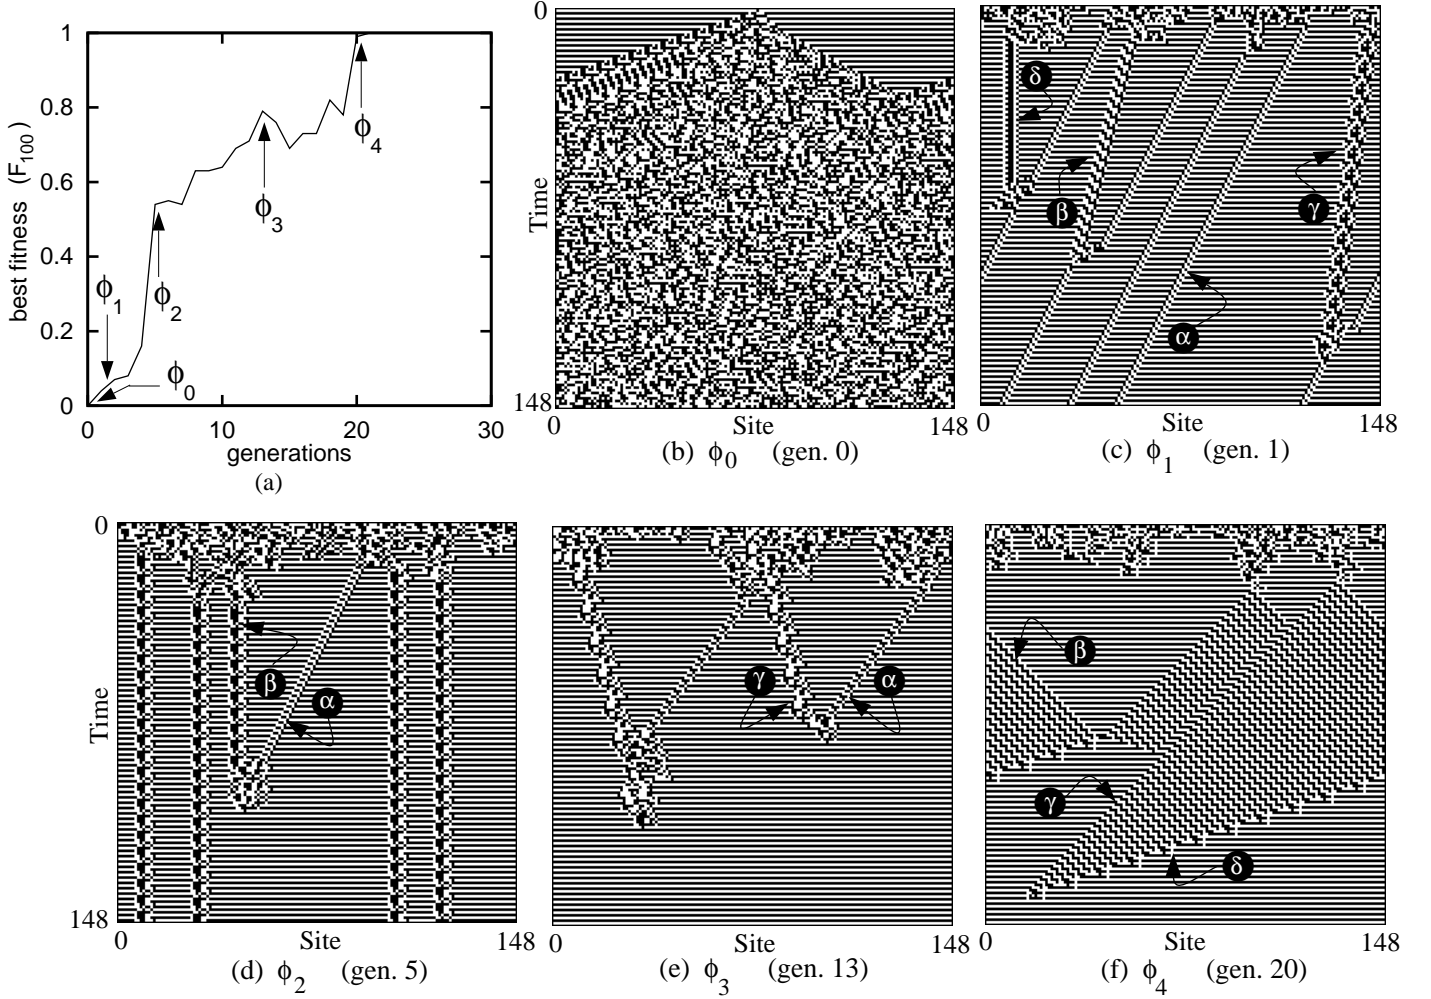 1
0.8
0.6
0.4
0.2
0
best fitness (F100)
ϕ1
ϕ2
ϕ0
ϕ3
ϕ4
0
10
20
30
generations
(a)
0
Time
148
0
Site
148
(b) ϕ0 (gen. 0)
δ
β
γ
α
0
Site
148
(c) ϕ1 (gen. 1)
0
Time
148
β
α
0
Site
148
(d) ϕ2 (gen. 5)
γ
α
0
Site
148
(e) ϕ3 (gen. 13)
β
γ
δ
0
Site
148
(f) ϕ4 (gen. 20)